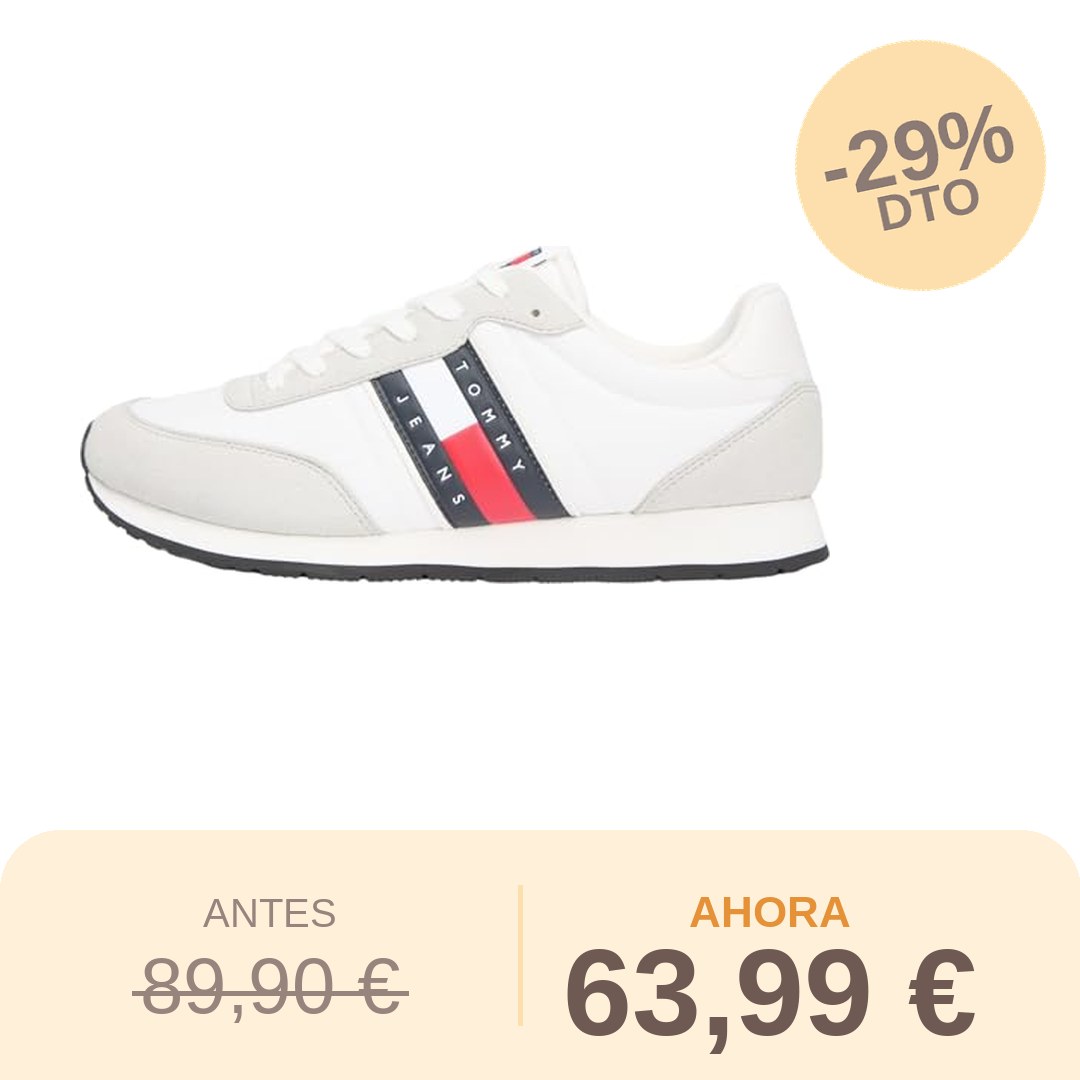 -29%
DTO
TOMMY
JEANS
ANTES
AHORA
89,90 €
63,99 €